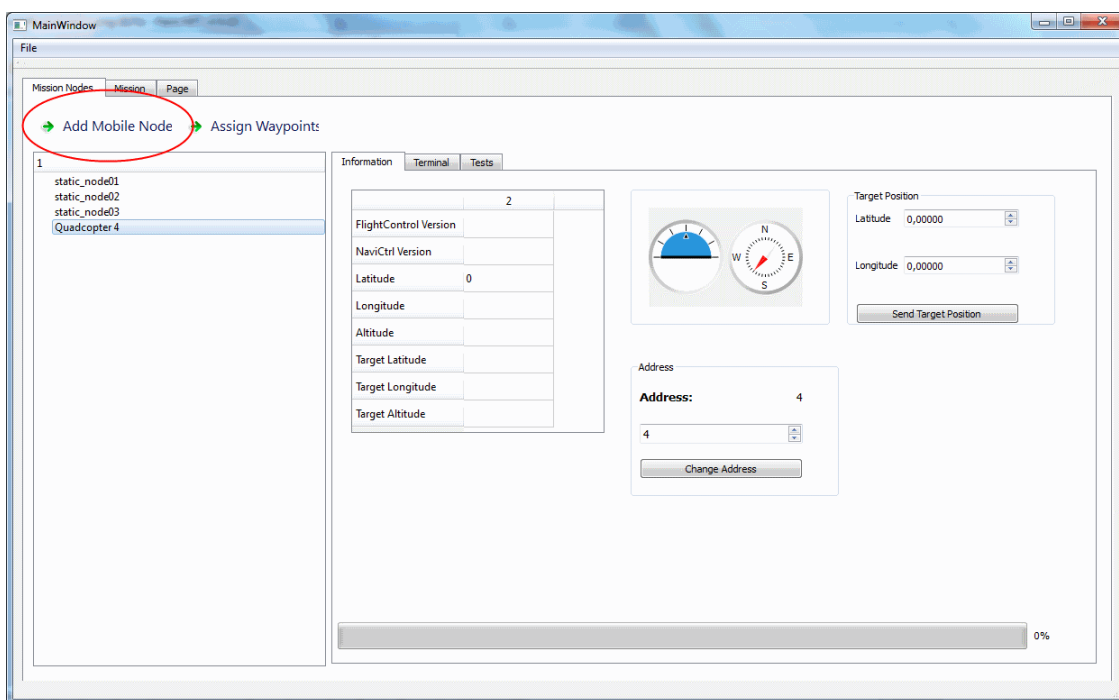 MainWindow
File
Mission Nodes Mission Page
Add Mobile Node Assign Waypoints
1
static_node01
static_node02
static_node03
Quadcopter 4
Information Terminal Tests
2
FlightControl Version
NaviCtrl Version
Latitude 0
Longitude
Altitude
Target Latitude
Target Longitude
Target Altitude
N
W E
S
Target Position
Latitude 0,00000
Longitude 0,00000
Send Target Position
Address
Address: 4
4
Change Address
0%